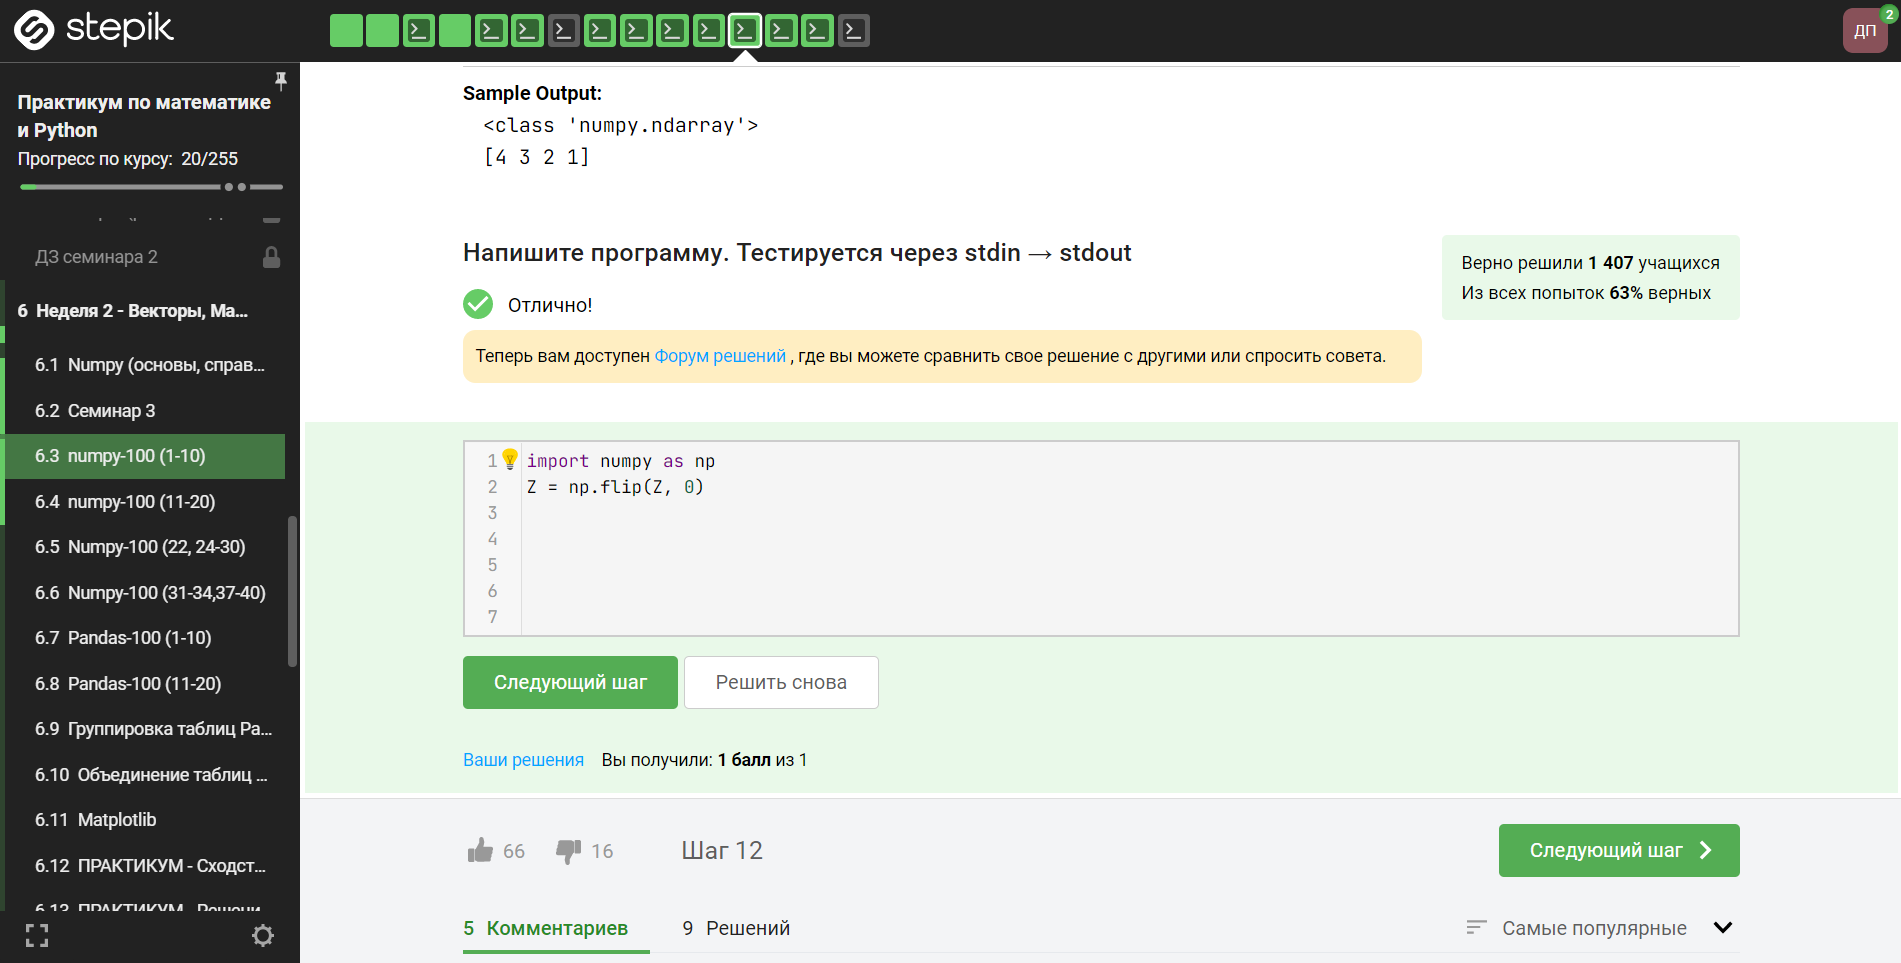 stepik
ДП
2
Практикум по математике
и Python
Прогресс по курсу: 20/255
ДЗ семинара 2
6 Неделя 2 - Векторы, Ма...
6.1 Numpy (основы, справ...
6.2 Семинар 3
6.3 numpy-100 (1-10)
6.4 numpy-100 (11-20)
6.5 Numpy-100 (22, 24-30)
6.6 Numpy-100 (31-34,37-40)
6.7 Pandas-100 (1-10)
6.8 Pandas-100 (11-20)
6.9 Группировка таблиц Pa...
6.10 Объединение таблиц ...
6.11 Matplotlib
6.12 ПРАКТИКУМ - Сходст...
6.13 ПРАКТИКУМ - Решени...
Sample Output:
<class 'numpy.ndarray'>
[4 3 2 1]
Напишите программу. Тестируется через stdin → stdout
Верно решили 1 407 учащихся
Из всех попыток 63% верных
Отлично!
Теперь вам доступен Форум решений , где вы можете сравнить свое решение с другими или спросить совета.
1 import numpy as np
2 Z = np.flip(Z, 0)
3
4
5
6
7
Следующий шаг
Решить снова
Ваши решения Вы получили: 1 балл из 1
66 16 Шаг 12
Следующий шаг
5 Комментариев 9 Решений
Самые популярные